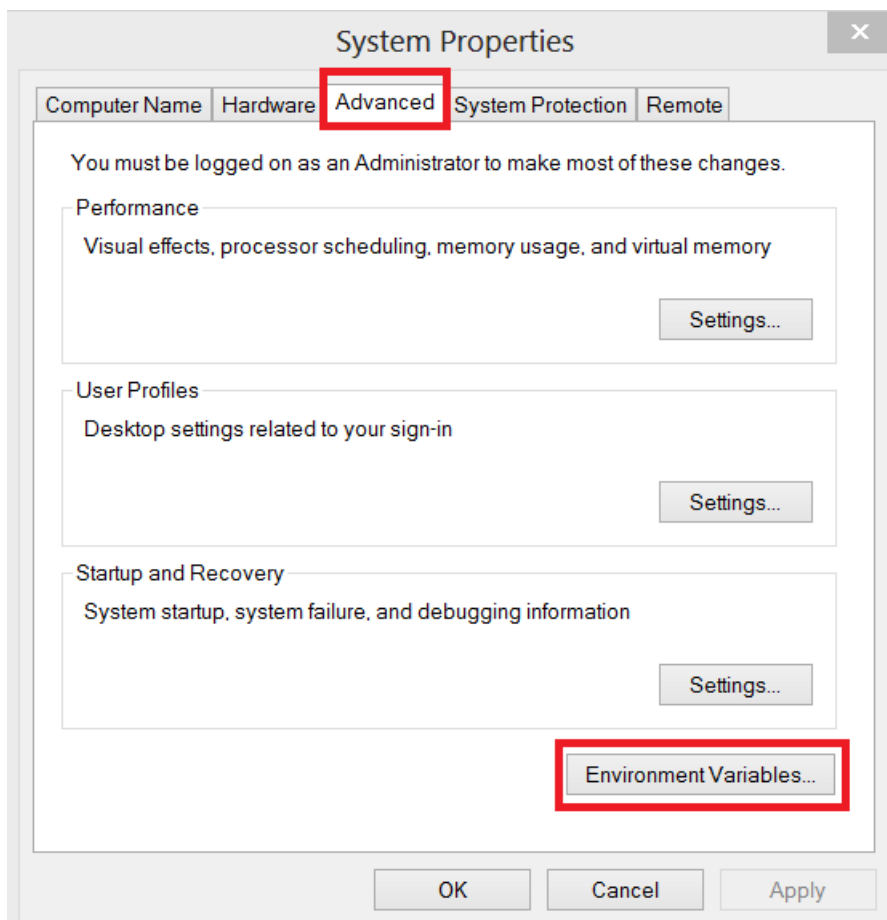 System Properties
Computer Name Hardware Advanced System Protection Remote
You must be logged on as an Administrator to make most of these changes.
Performance
Visual effects, processor scheduling, memory usage, and virtual memory
Settings...
User Profiles
Desktop settings related to your sign-in
Settings...
Startup and Recovery
System startup, system failure, and debugging information
Settings...
Environment Variables...
OK Cancel Apply